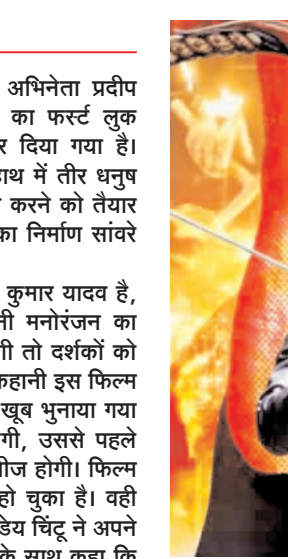 अभिनेता प्रदीप
का फर्स्ट लुक
दिया गया है।
में तीर धनुष
करने को तैयार
का निर्माण सांवरे
कुमार यादव है,
मनोरंजन का
तो दर्शकों को
कहानी इस फिल्म
खूब भुनाया गया
उससे पहले
होगी। फिल्म
हो चुका है। वही
चिंटू ने अपने
के साथ कहा कि